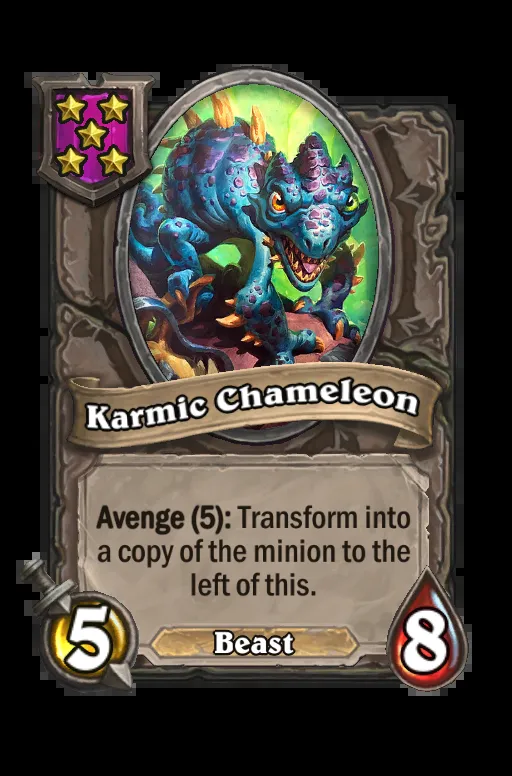 Karmic Chameleon
Avenge (5): Transform into
a copy of the minion to the
left of this.
5
Beast
8